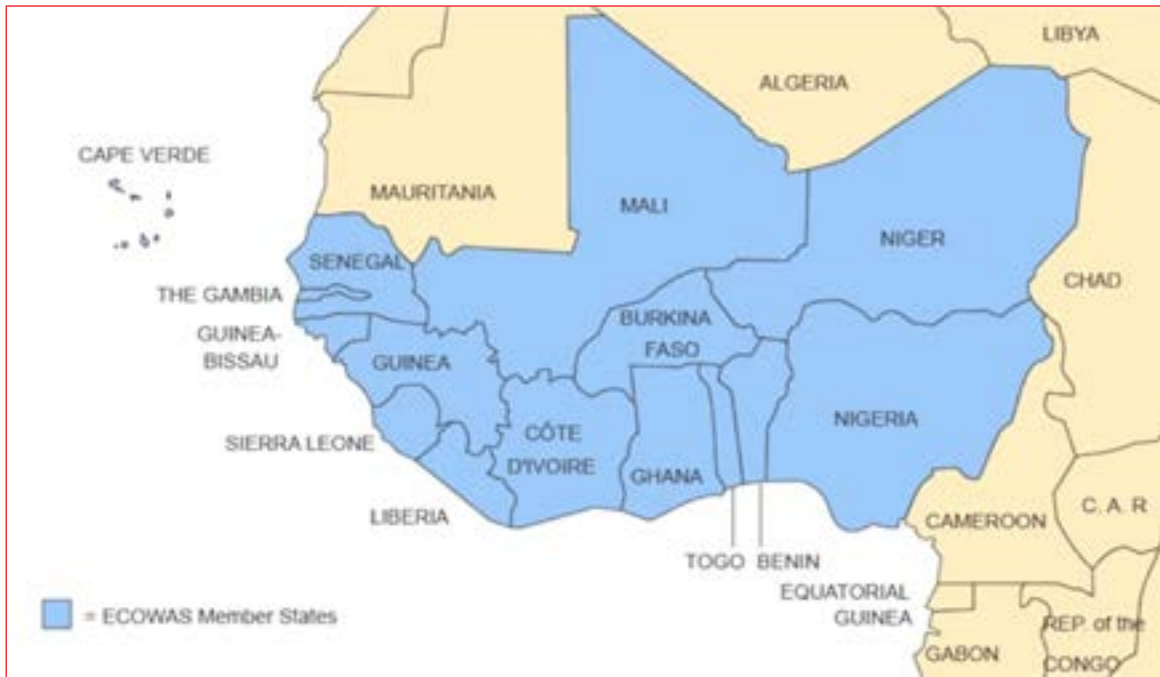 LIBYA
ALGERIA
CAPE VERDE
MAURITANIA
MALI
NIGER
SENEGAL
CHAD
THE GAMBIA
GUINEA-
BISSAU
BURKINA
FASO
GUINEA
NIGERIA
SIERRA LEONE
CÔTE
D'IVOIRE
GHANA
LIBERIA
CAMEROON
C. A. R
TOGO
BENIN
EQUATORIAL
GUINEA
= ECOWAS Member States
REP. of the
CONGO
GABON